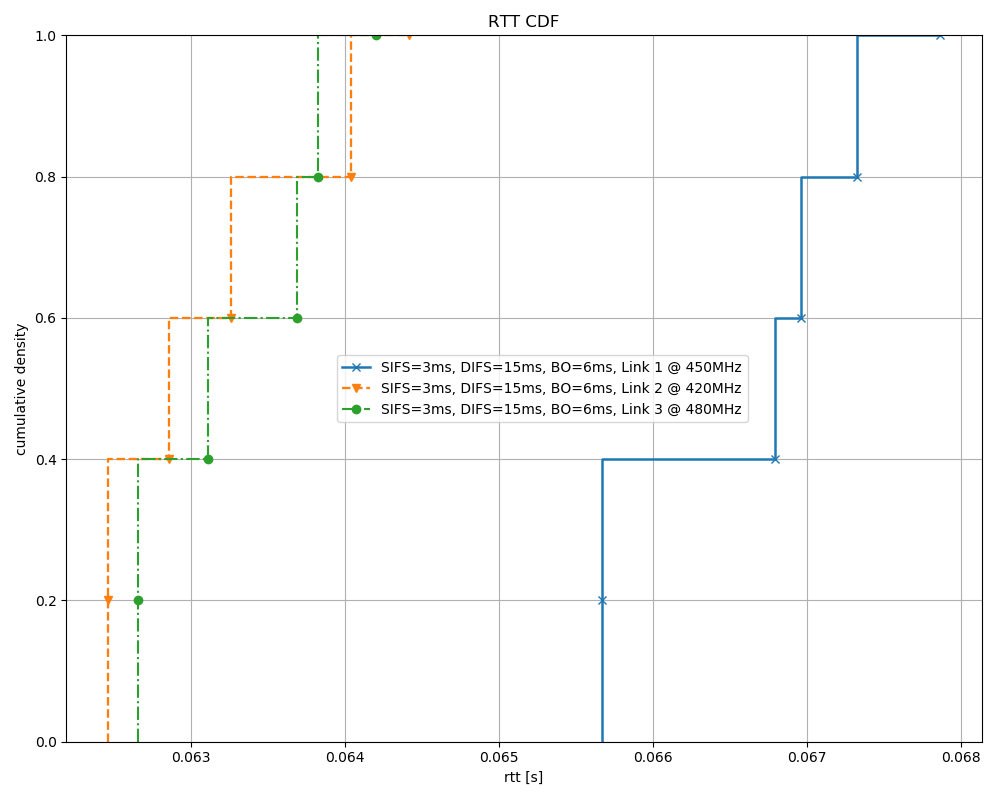 RTT CDF
1.0
0.8
0.6
0.4
0.2
0.0
cumulative density
SIFS=3ms, DIFS=15ms, BO=6ms, Link 1 @ 450MHz
SIFS=3ms, DIFS=15ms, BO=6ms, Link 2 @ 420MHz
SIFS=3ms, DIFS=15ms, BO=6ms, Link 3 @ 480MHz
0.063 0.064 0.065 0.066 0.067 0.068
rtt [s]